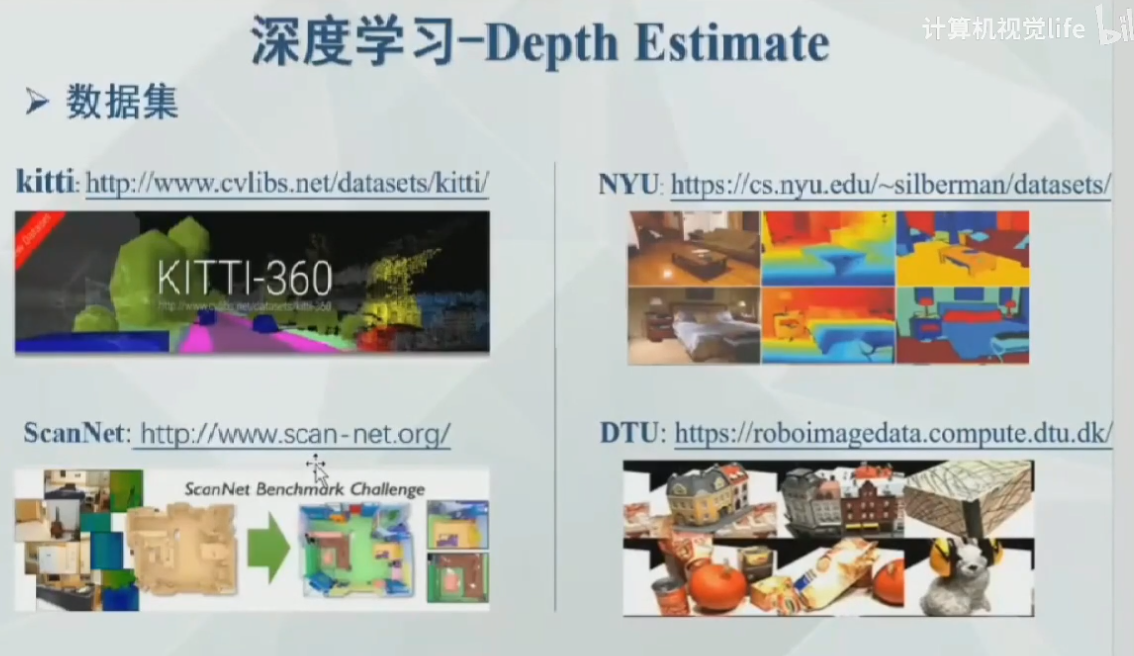 深度学习-Depth Estimate
计算机视觉life
数据集
kitti: http://www.cvlibs.net/datasets/kitti/
KITTI-360
http://www.cvlibs.net/datasets/kitti-360
NYU: https://cs.nyu.edu/~silberman/datasets/
ScanNet: http://www.scan-net.org/
ScanNet Benchmark Challenge
DTU: https://roboimagedata.compute.dtu.dk/